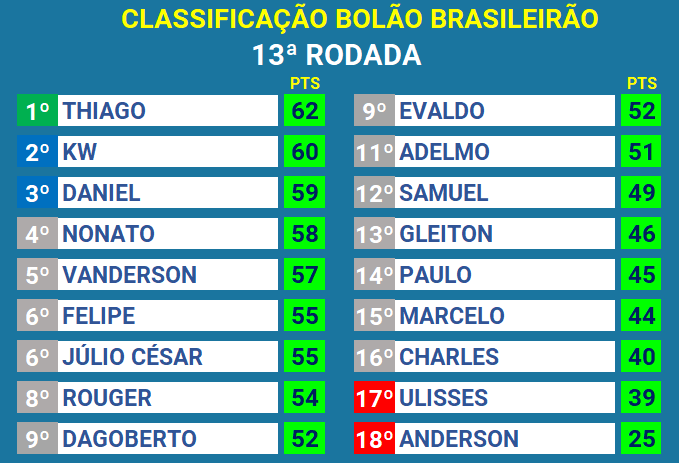 CLASSIFICAÇÃO BOLÃO BRASILEIRÃO
13ª RODADA
PTS
1º THIAGO 62
2º KW 60
3º DANIEL 59
4º NONATO 58
5º VANDERSON 57
6º FELIPE 55
6º JÚLIO CÉSAR 55
8º ROUGER 54
9º DAGOBERTO 52
PTS
9º EVALDO 52
11º ADELMO 51
12º SAMUEL 49
13º GLEITON 46
14º PAULO 45
15º MARCELO 44
16º CHARLES 40
17º ULISSES 39
18º ANDERSON 25